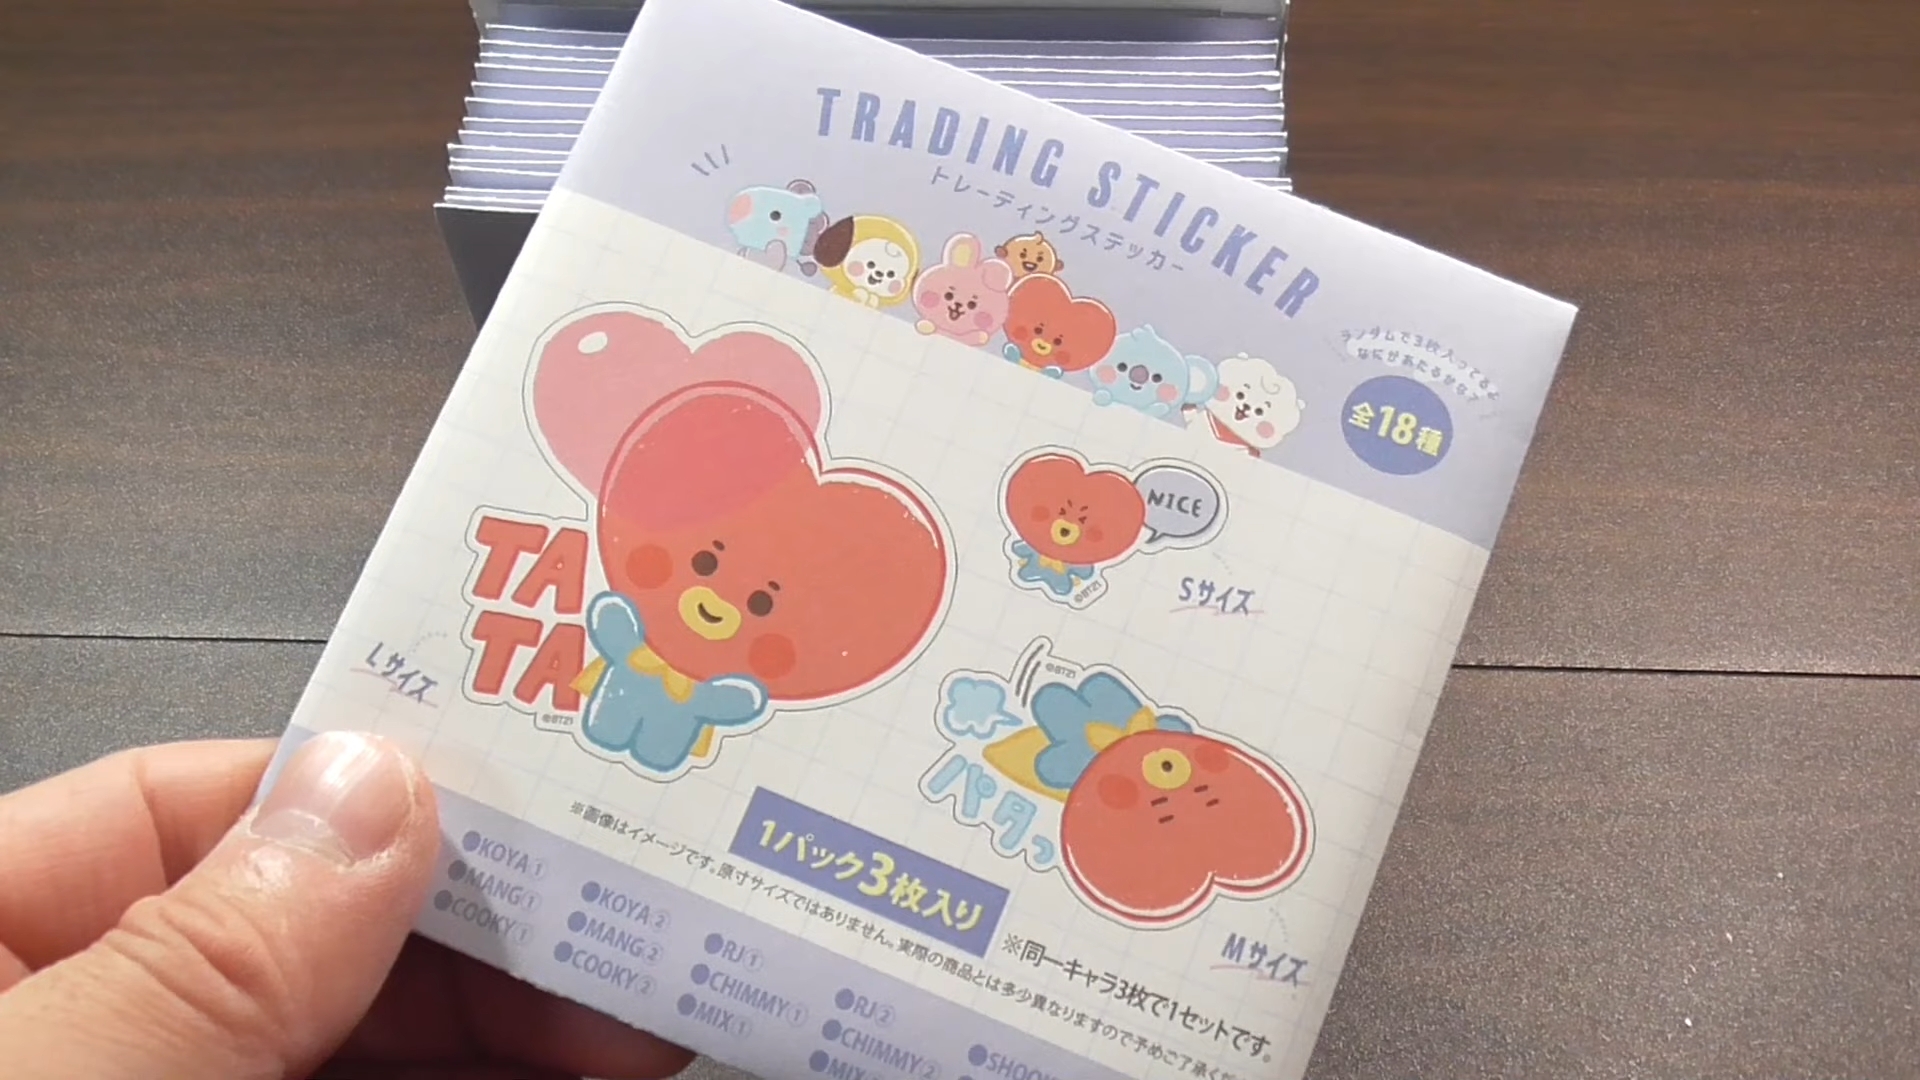 TRADING STICKER
トレーディングステッカー
ランダムで3枚入ってるよ
なにがあたるかな?
全18種
NICE
©BT21
Sサイズ
TA
TA
©BT21
Lサイズ
©BT21
パタっ
Mサイズ
1パック3枚入り
※同一キャラ3枚で1セットです。
※画像はイメージです。原寸サイズではありません。実際の商品とは多少異なりますので予めご了承くだ
●KOYA①
●MANG①
●COOKY①
●KOYA②
●MANG②
●COOKY②
●RJ①
●CHIMMY①
●MIX①
●RJ②
●CHIMMY②
●MIX
●SHOOK